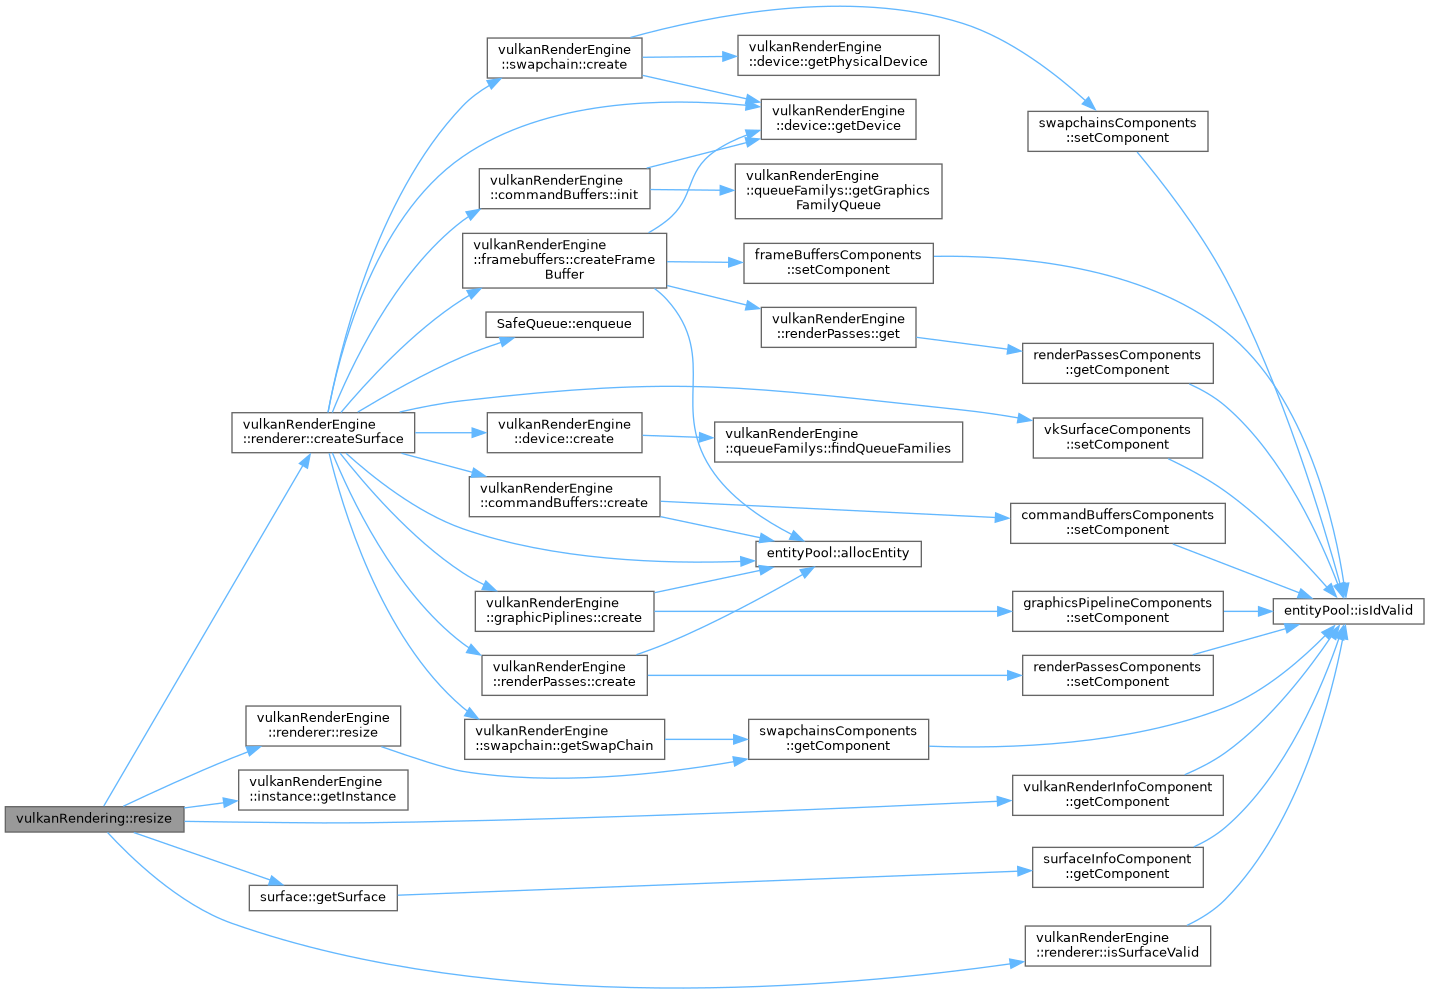 vulkanRenderEngine
::swapchain::create
vulkanRenderEngine
::device::getPhysicalDevice
vulkanRenderEngine
::device::getDevice
swapchainsComponents
::setComponent
vulkanRenderEngine
::commandBuffers::init
vulkanRenderEngine
::queueFamilys::getGraphics
FamilyQueue
vulkanRenderEngine
::framebuffers::createFrame
Buffer
frameBuffersComponents
::setComponent
SafeQueue::enqueue
vulkanRenderEngine
::renderPasses::get
renderPassesComponents
::getComponent
vulkanRenderEngine
::renderer::createSurface
vulkanRenderEngine
::device::create
vulkanRenderEngine
::queueFamilys::findQueueFamilies
vkSurfaceComponents
::setComponent
vulkanRenderEngine
::commandBuffers::create
commandBuffersComponents
::setComponent
entityPool::allocEntity
vulkanRenderEngine
::graphicPiplines::create
graphicsPipelineComponents
::setComponent
entityPool::isIdValid
vulkanRenderEngine
::renderPasses::create
renderPassesComponents
::setComponent
vulkanRenderEngine
::renderer::resize
vulkanRenderEngine
::swapchain::getSwapChain
swapchainsComponents
::getComponent
vulkanRenderEngine
::instance::getInstance
vulkanRenderInfoComponent
::getComponent
vulkanRendering::resize
surface::getSurface
surfaceInfoComponent
::getComponent
vulkanRenderEngine
::renderer::isSurfaceValid